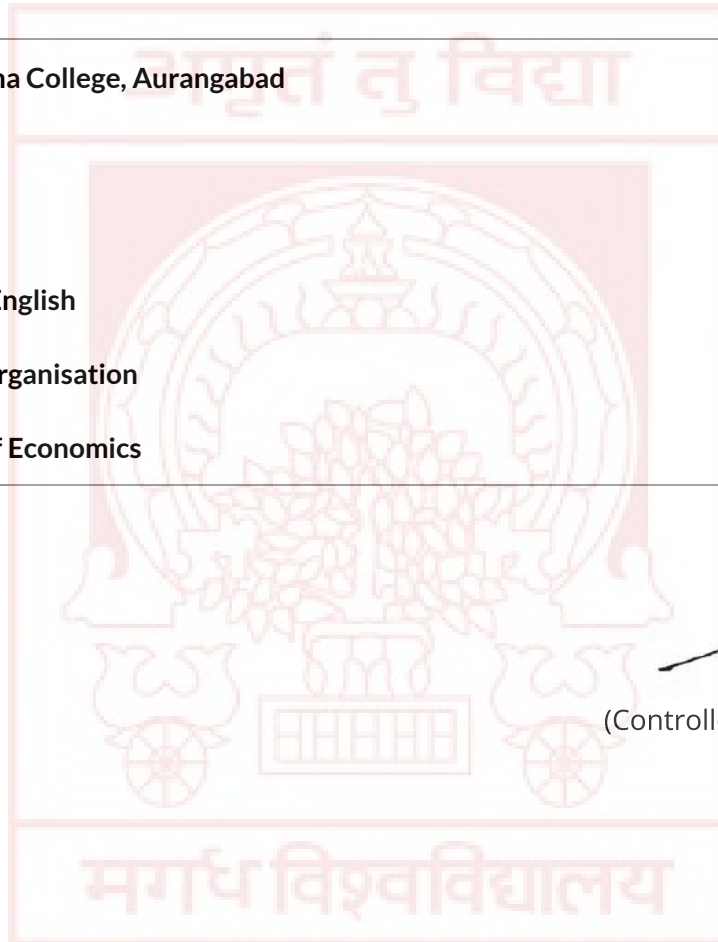 अमृतं तु विद्या
na College, Aurangabad
English
rganisation
f Economics
(Controll
मगध विश्वविद्यालय